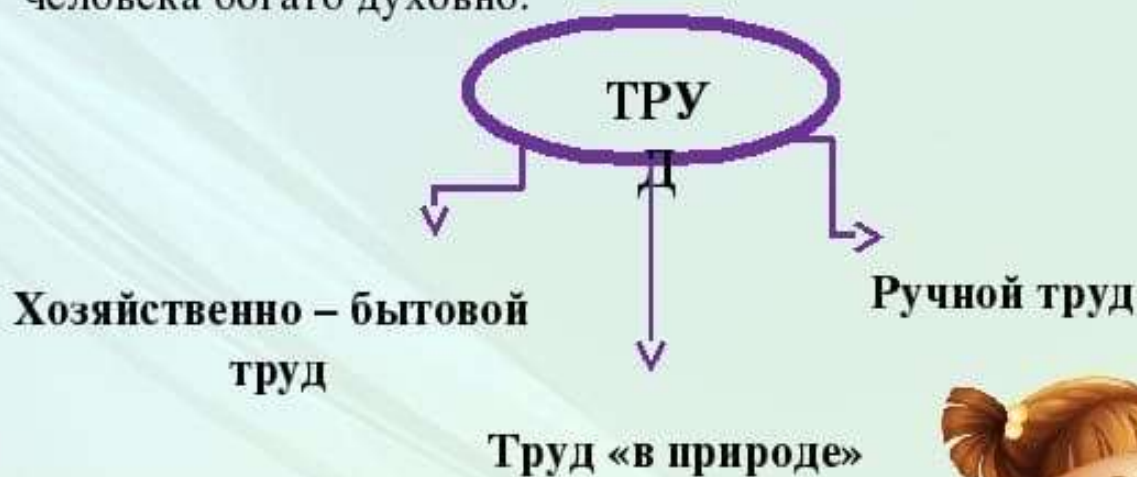 человека богато духовно.
ТРУ
Д
Хозяйственно – бытовой
труд
Ручной труд
Труд «в природе»